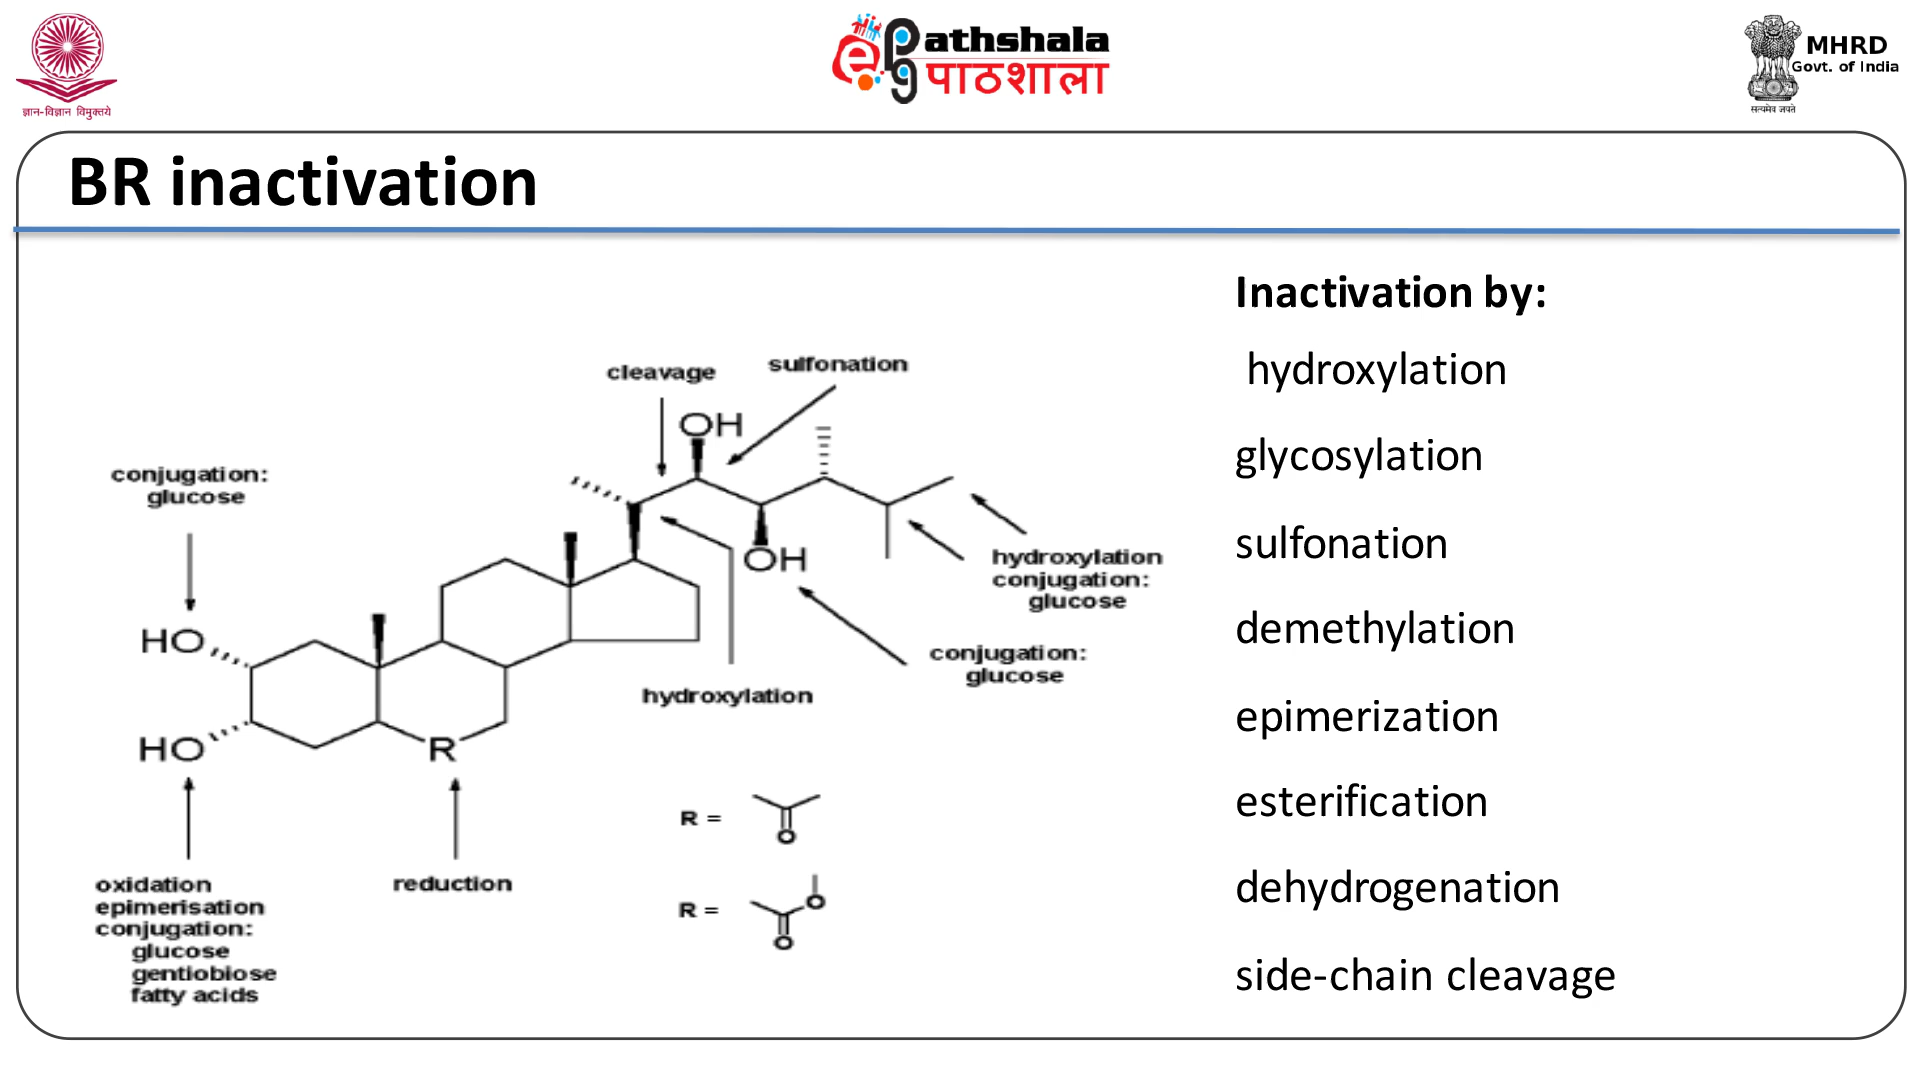 ज्ञान-विज्ञान विमुक्तये
e
pg
athshala
पाठशाला
MHRD
Govt. of India
सत्यमेव जयते
BR inactivation
cleavage
sulfonation
OH
conjugation:
glucose
OH
hydroxylation
conjugation:
glucose
HO
conjugation:
glucose
hydroxylation
HO
R
R =
O
oxidation
epimerisation
conjugation:
glucose
gentiobiose
fatty acids
reduction
R =
O
O
Inactivation by:
hydroxylation
glycosylation
sulfonation
demethylation
epimerization
esterification
dehydrogenation
side-chain cleavage